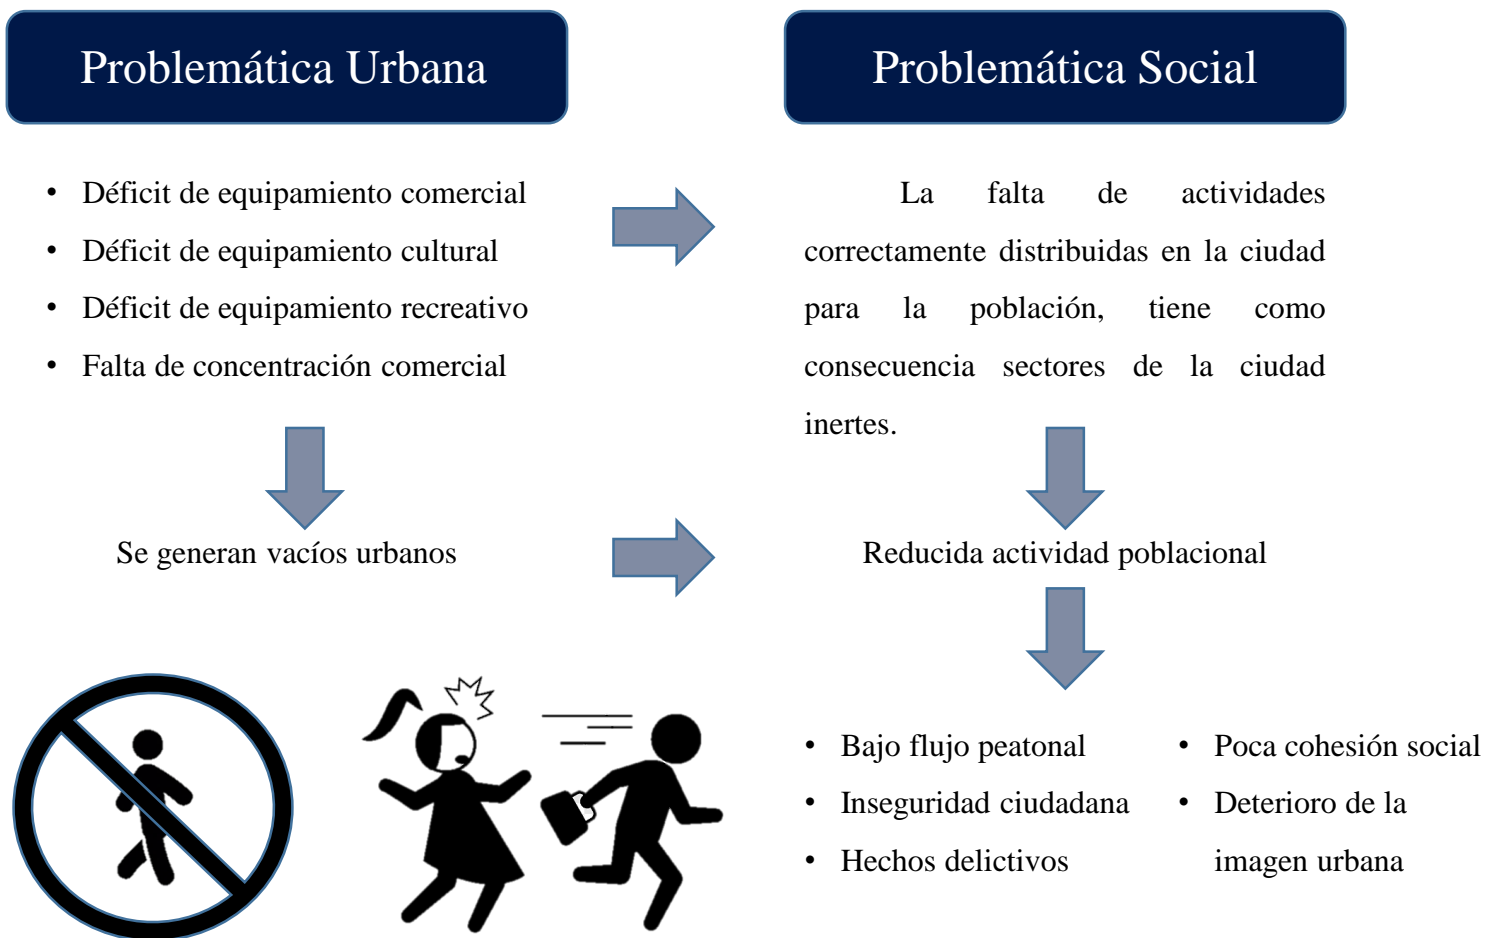 Problemática Urbana
• Déficit de equipamiento comercial
• Déficit de equipamiento cultural
• Déficit de equipamiento recreativo
• Falta de concentración comercial
Se generan vacíos urbanos
Problemática Social
La falta de actividades
correctamente distribuidas en la ciudad
para la población, tiene como
consecuencia sectores de la ciudad
inertes.
Reducida actividad poblacional
• Bajo flujo peatonal
• Inseguridad ciudadana
• Hechos delictivos
• Poca cohesión social
• Deterioro de la
imagen urbana